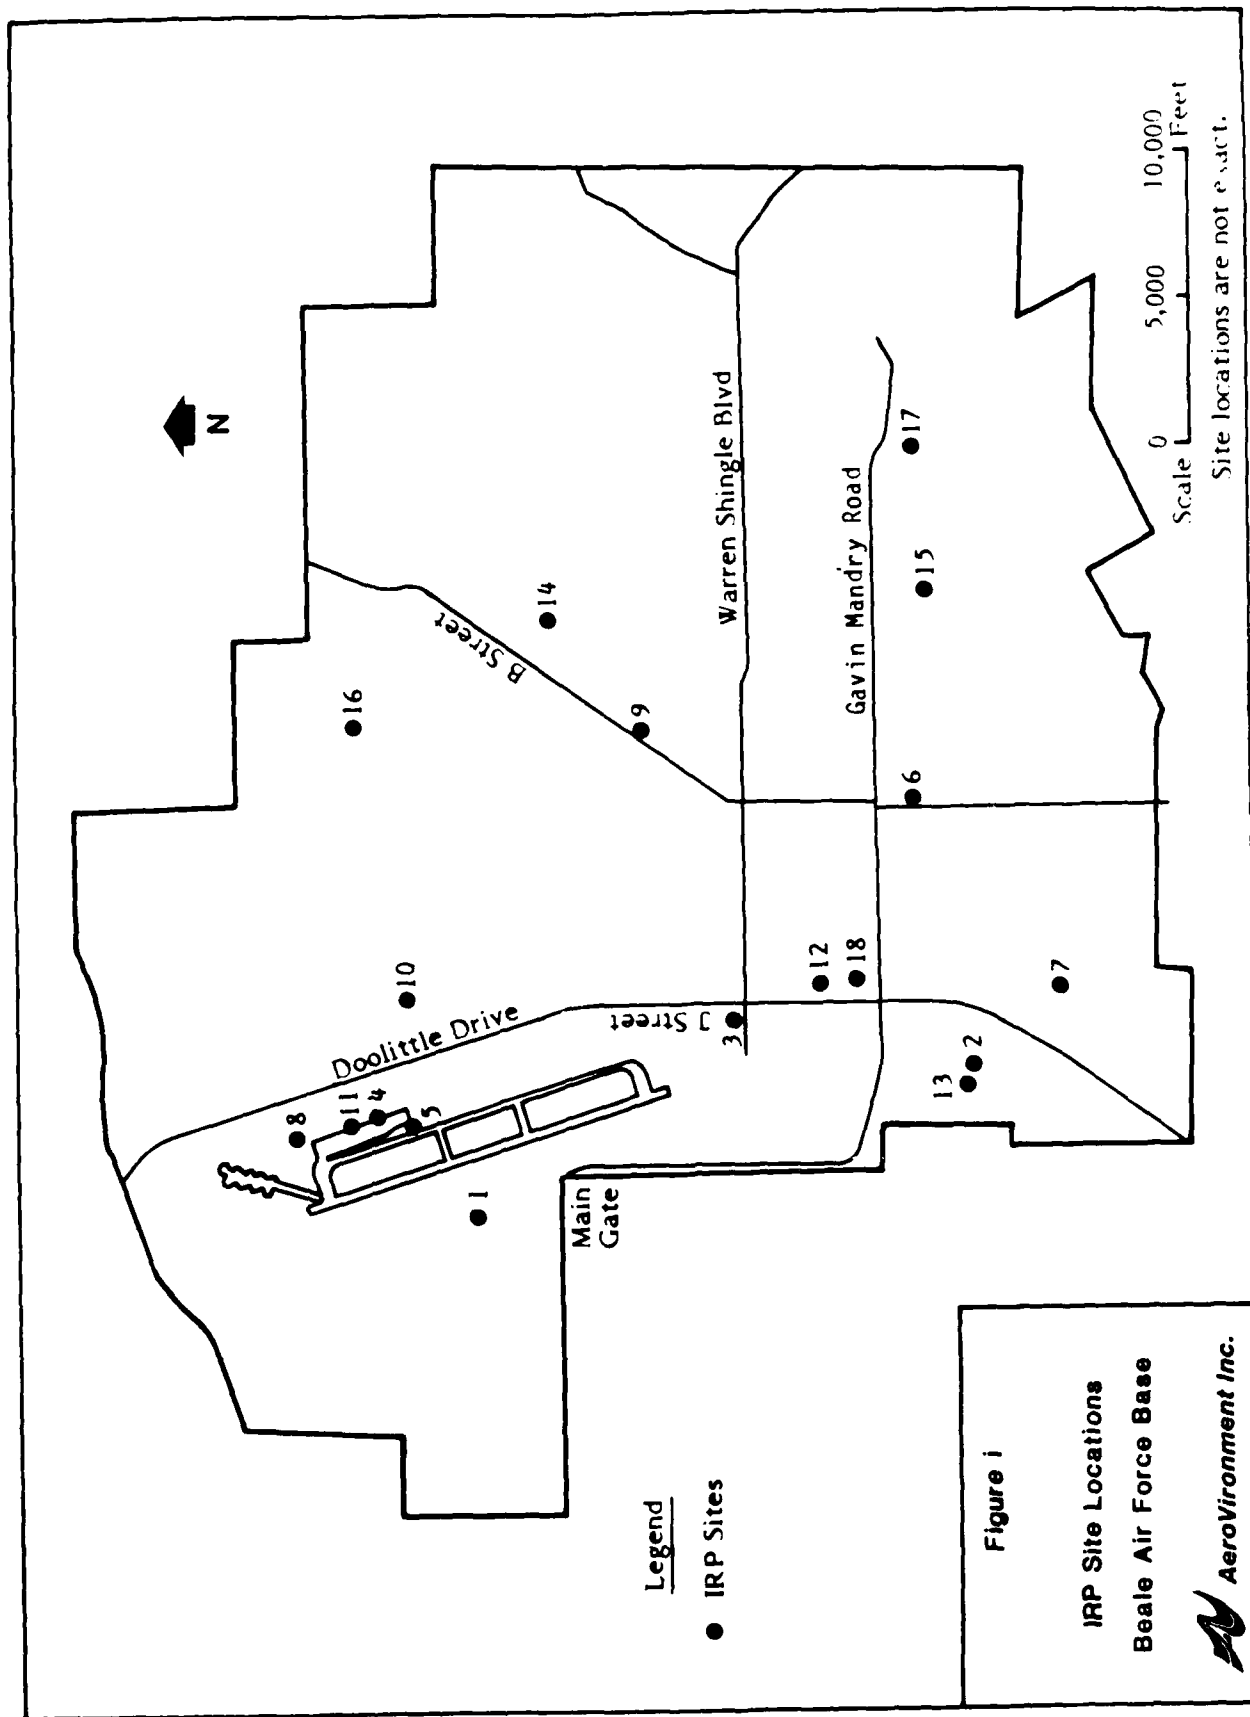 N
16
14
B Street
10
Doolittle Drive
8
11
4
5
1
9
Warren Shingle Blvd
J Street
3
Main
Gate
12
18
Gavin Mandry Road
6
15
17
13
2
7
Legend
IRP Sites
0 5,000 10,000
Scale Feet
Site locations are not exact.
Figure i
IRP Site Locations
Beale Air Force Base
AeroVironment Inc.